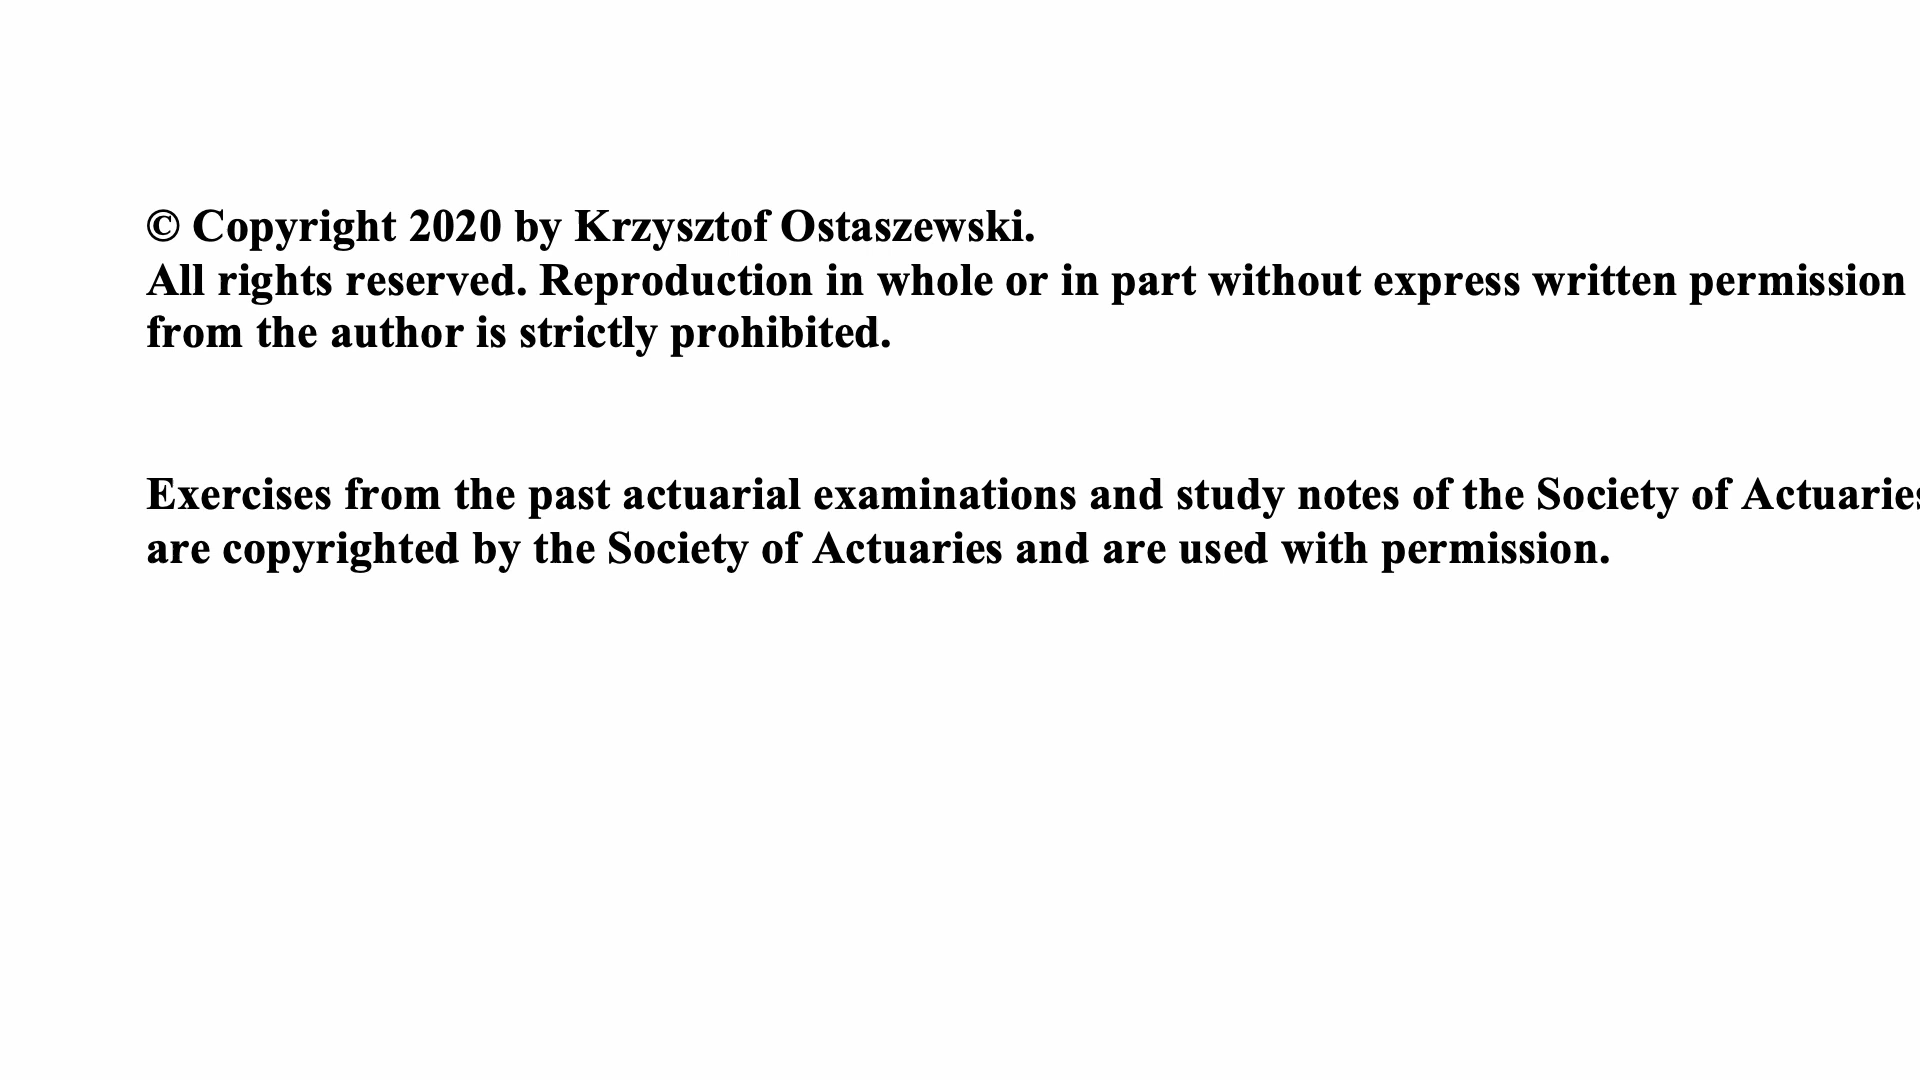 © Copyright 2020 by Krzysztof Ostaszewski.
All rights reserved. Reproduction in whole or in part without express written permission
from the author is strictly prohibited.
Exercises from the past actuarial examinations and study notes of the Society of Actuaries
are copyrighted by the Society of Actuaries and are used with permission.